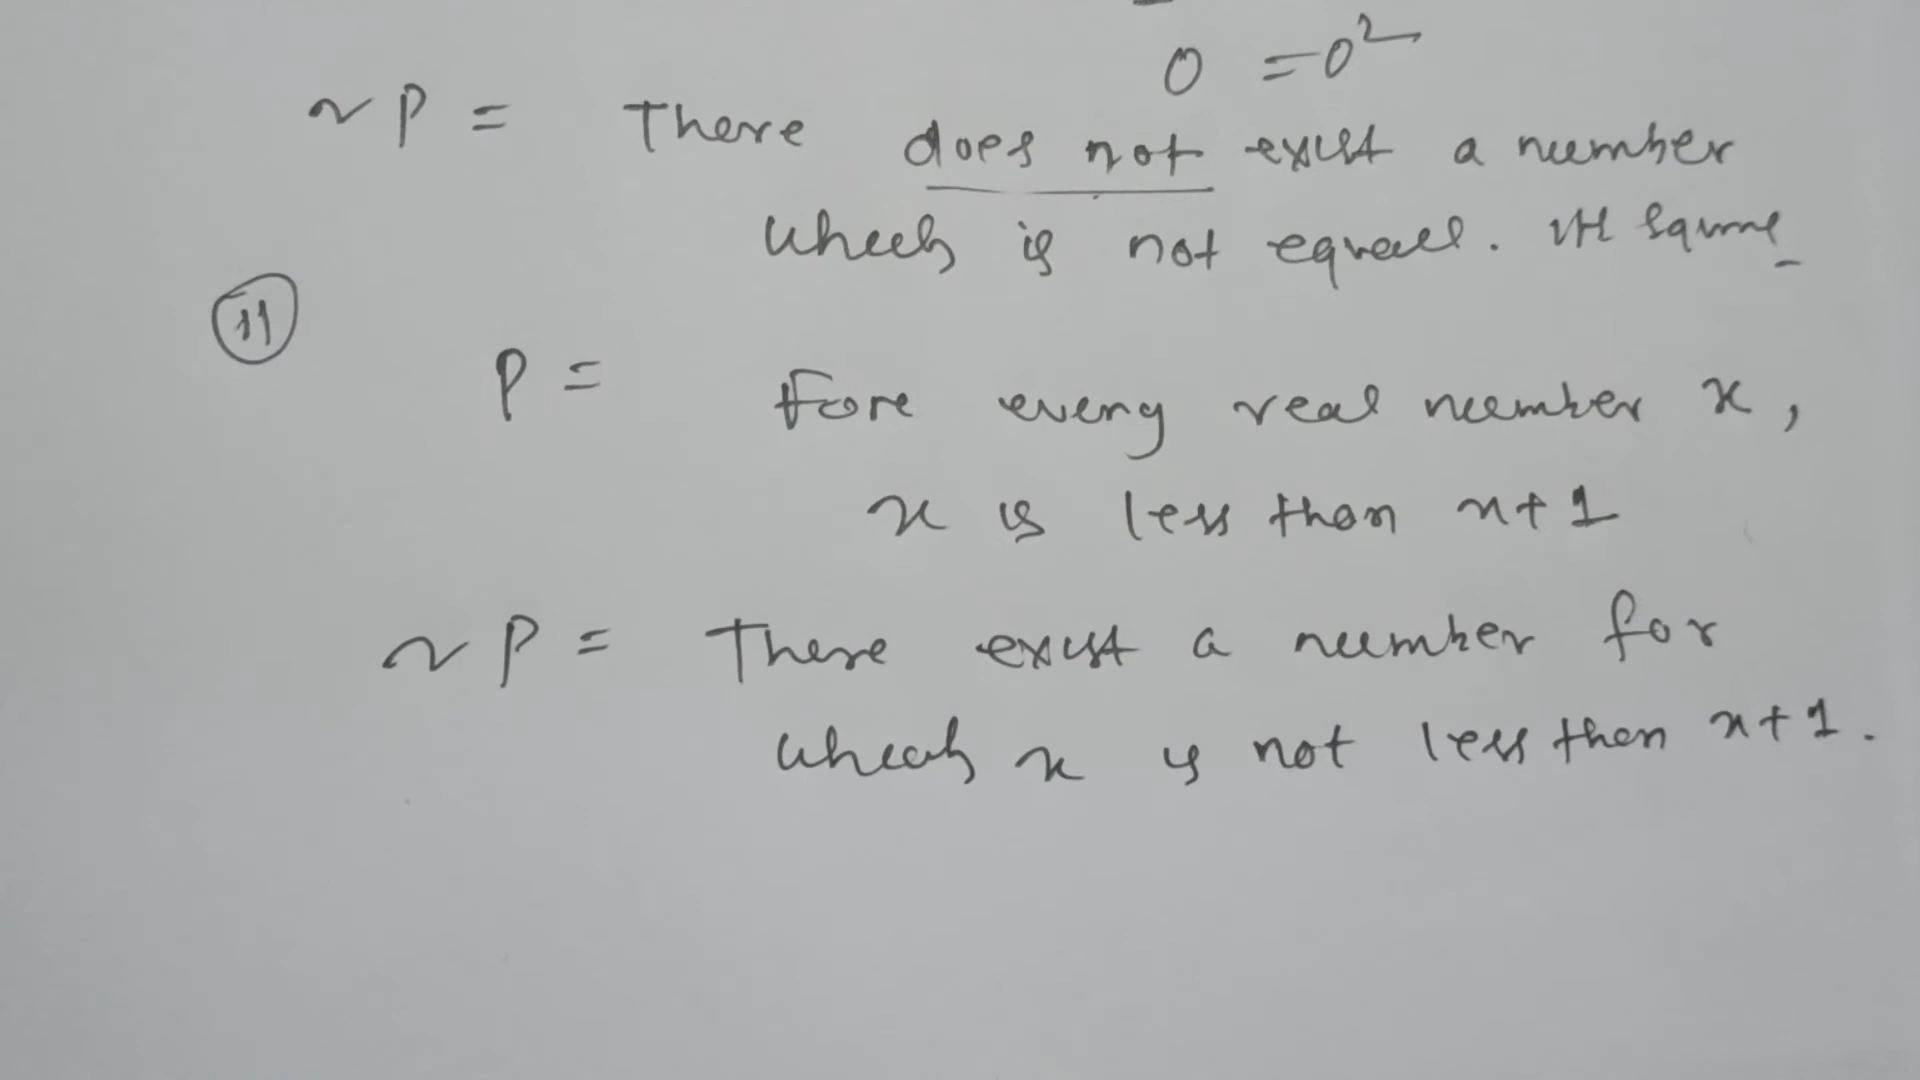 0 = 0²
~ P = There does not exist a number
which is not equal. its square
(11)
P = For every real number x,
x is less than x+1
~ P = There exist a number for
which x is not less than x+1.